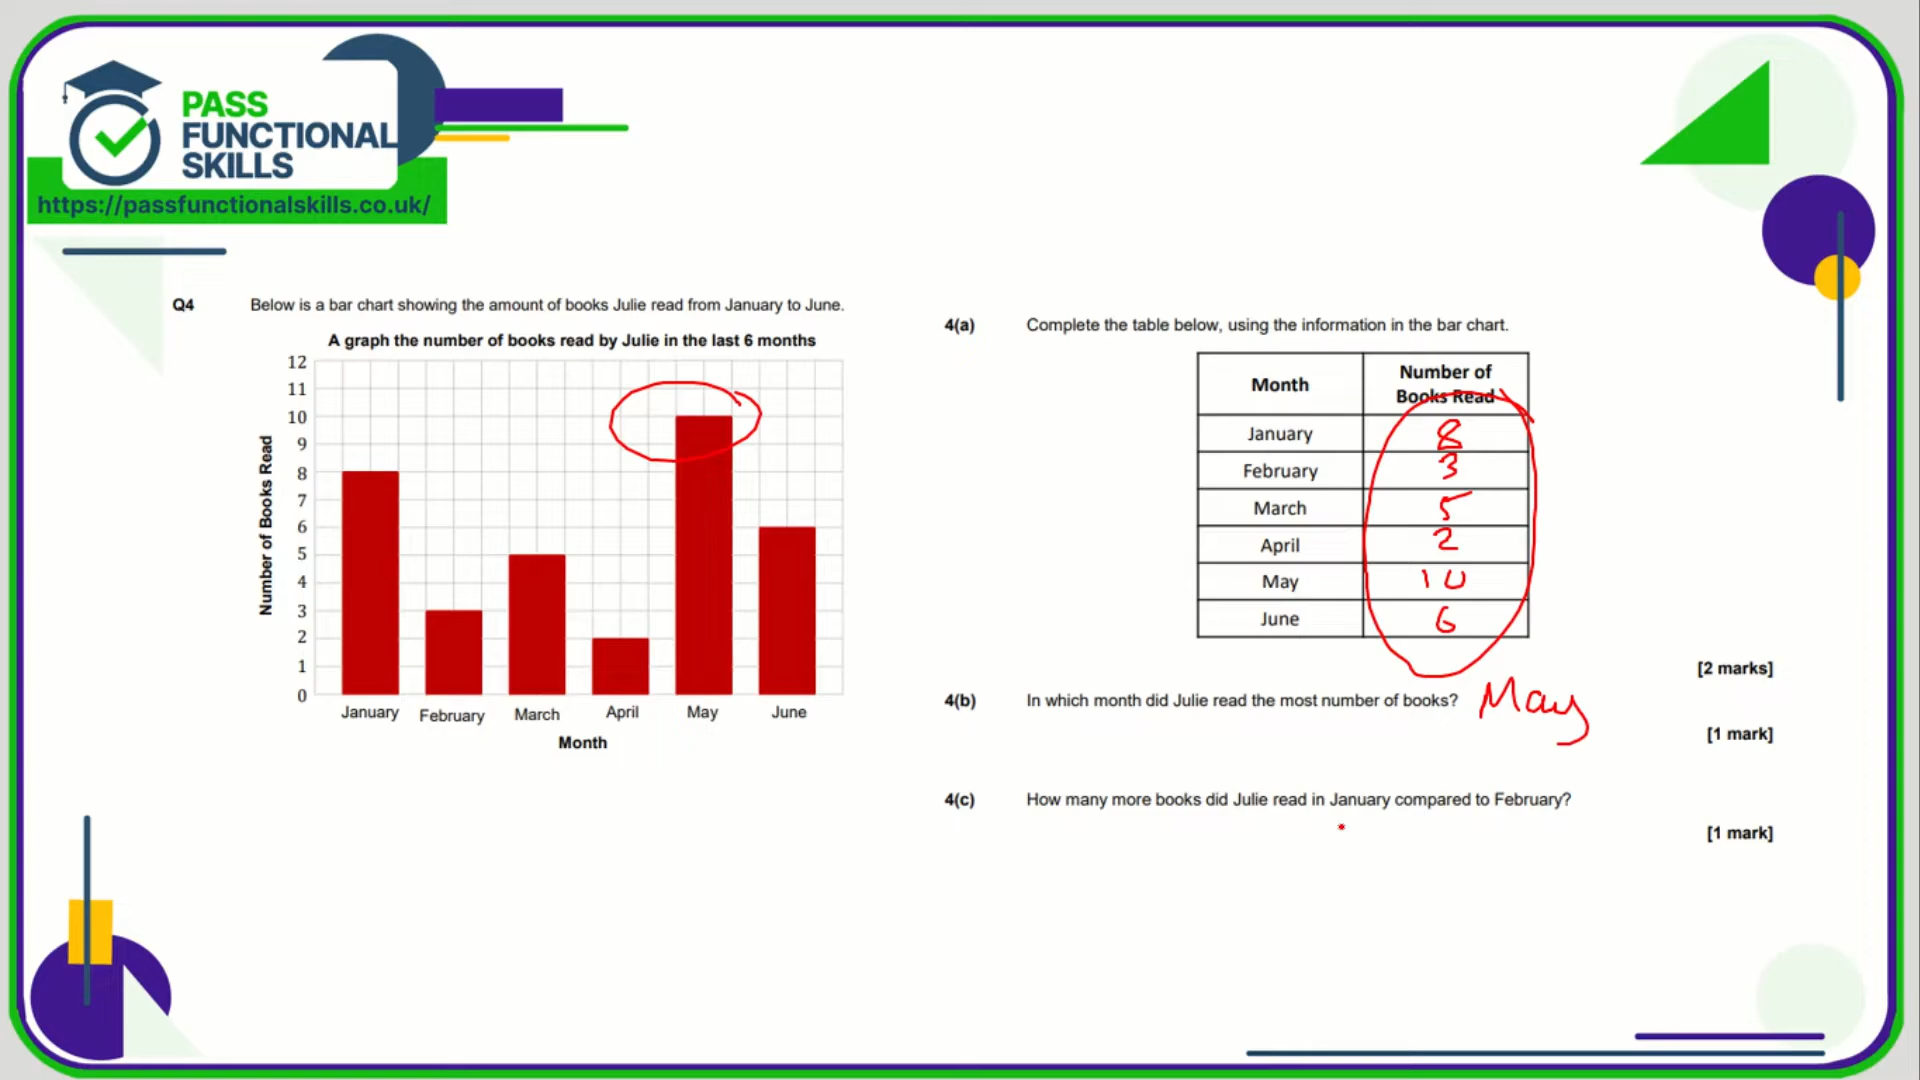 PASS
FUNCTIONAL
SKILLS
https://passfunctionalskills.co.uk/
Q4 Below is a bar chart showing the amount of books Julie read from January to June.
A graph the number of books read by Julie in the last 6 months
12
11
10
9
8
7
6
5
4
3
2
1
0
Number of Books Read
January February March April May June
Month
4(a) Complete the table below, using the information in the bar chart.
Month Number of Books Read
January 8
February 3
March 5
April 2
May 10
June 6
[2 marks]
4(b) In which month did Julie read the most number of books? May
[1 mark]
4(c) How many more books did Julie read in January compared to February?
[1 mark]